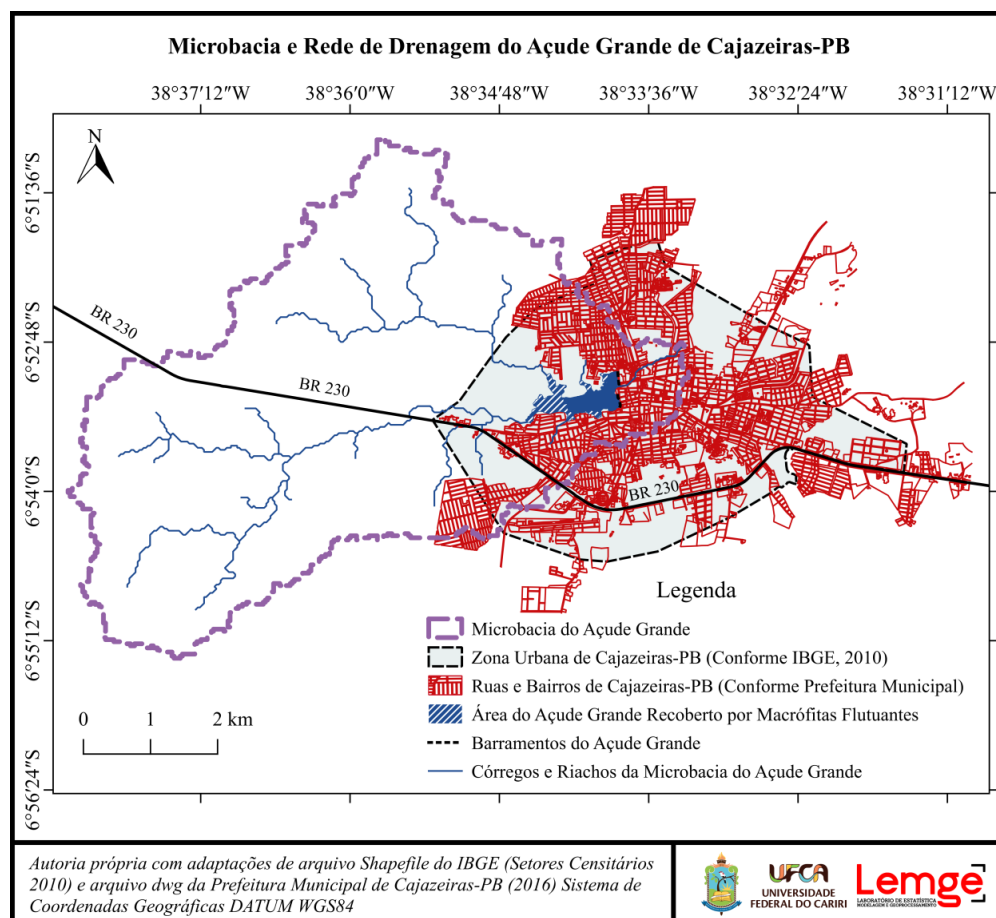 Microbacia e Rede de Drenagem do Açude Grande de Cajazeiras-PB
38°37'12"W 38°36'0"W 38°34'48"W 38°33'36"W 38°32'24"W 38°31'12"W
N
6°51'36"S
6°52'48"S
6°54'0"S
6°55'12"S
6°56'24"S
BR 230
BR 230
BR 230
Legenda
Microbacia do Açude Grande
Zona Urbana de Cajazeiras-PB (Conforme IBGE, 2010)
Ruas e Bairros de Cajazeiras-PB (Conforme Prefeitura Municipal)
Área do Açude Grande Recoberto por Macrófitas Flutuantes
Barramentos do Açude Grande
Córregos e Riachos da Microbacia do Açude Grande
0 1 2 km
Autoria própria com adaptações de arquivo Shapefile do IBGE (Setores Censitários
2010) e arquivo dwg da Prefeitura Municipal de Cajazeiras-PB (2016) Sistema de
Coordenadas Geográficas DATUM WGS84
UFCA
UNIVERSIDADE
FEDERAL DO CARIRI
Lemge
LABORATÓRIO DE ESTATÍSTICA
MODELAGEM E GEOPROCESSAMENTO